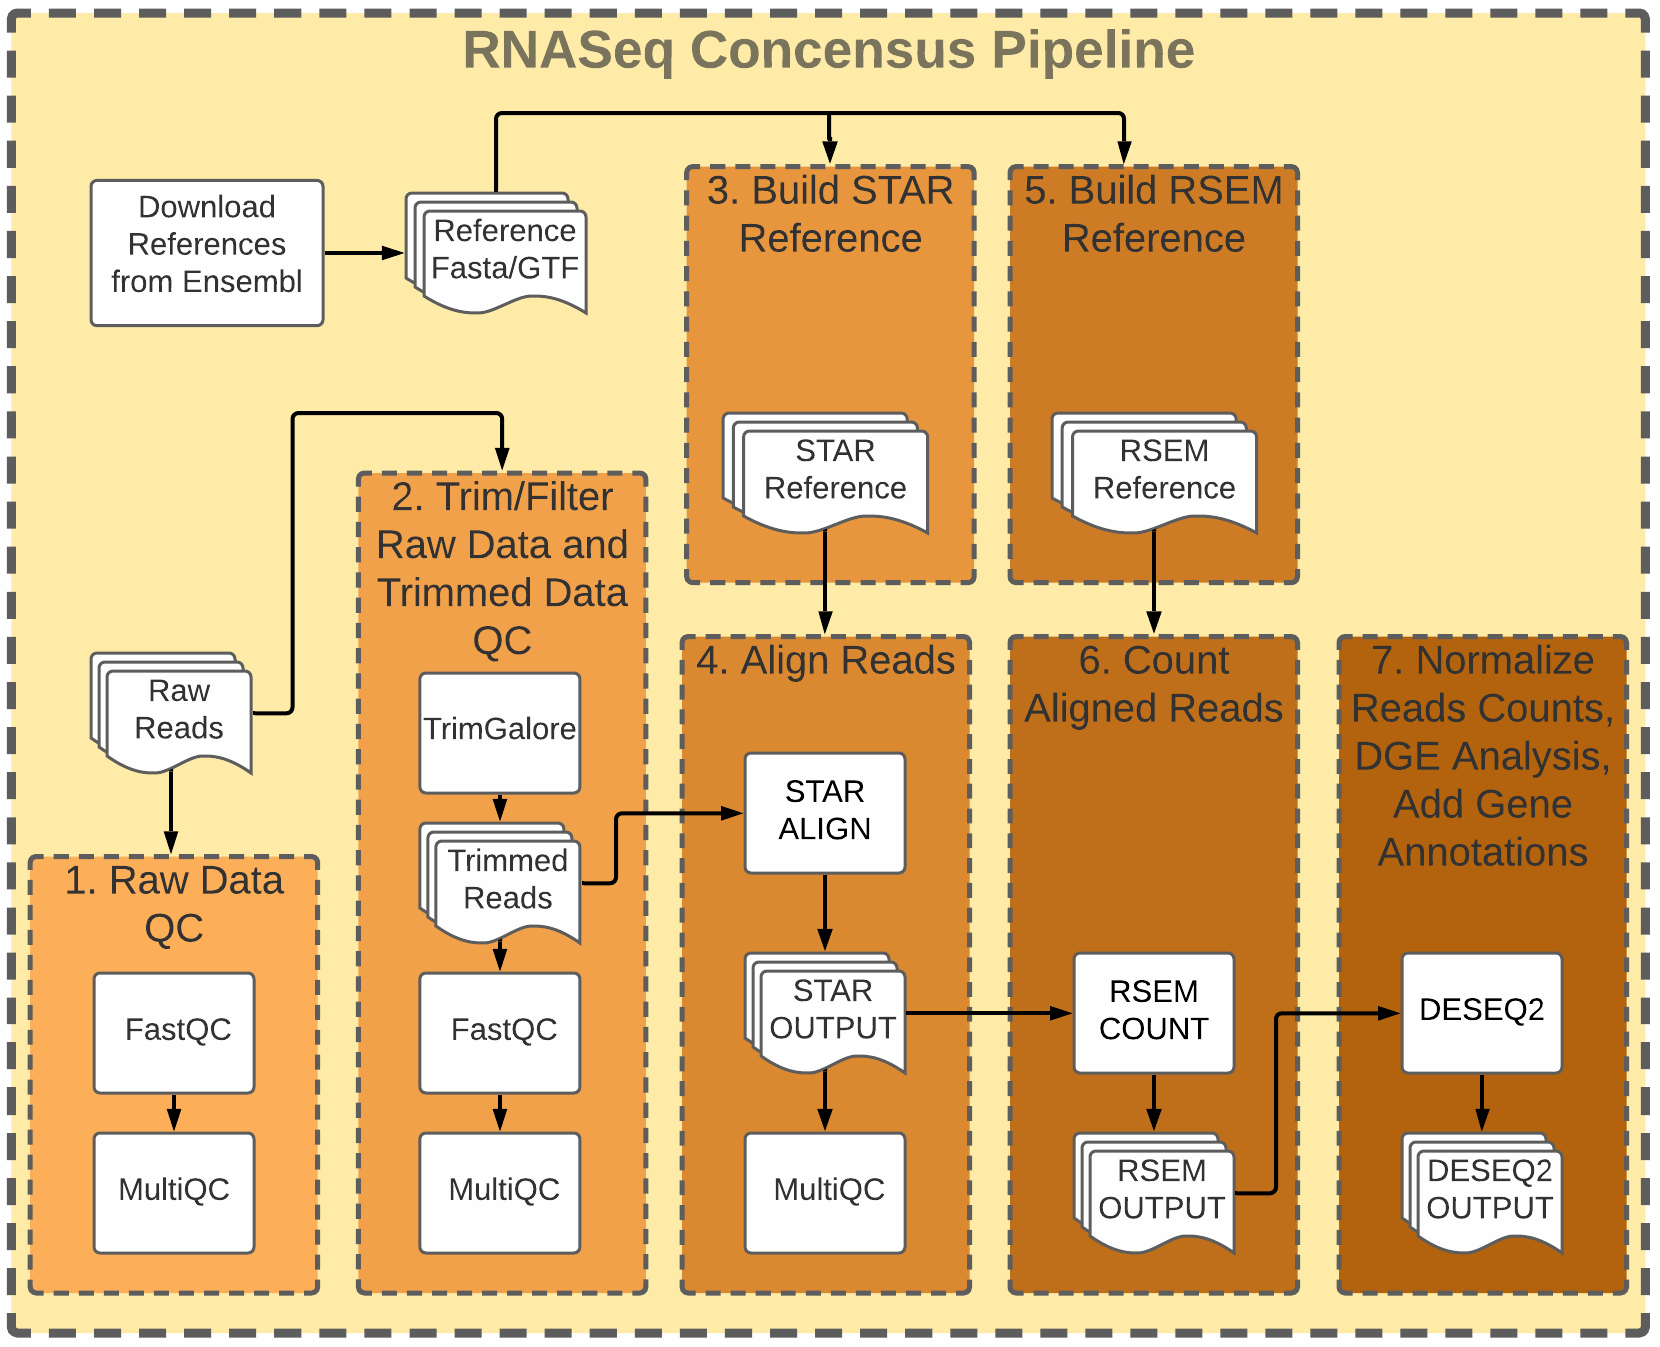 RNASeq Concensus Pipeline
Download
References
from Ensembl
Reference
Fasta/GTF
3. Build STAR
Reference
STAR
Reference
5. Build RSEM
Reference
RSEM
Reference
Raw
Reads
1. Raw Data
QC
FastQC
MultiQC
2. Trim/Filter
Raw Data and
Trimmed Data
QC
TrimGalore
Trimmed
Reads
FastQC
MultiQC
4. Align Reads
STAR
ALIGN
STAR
OUTPUT
MultiQC
6. Count
Aligned Reads
RSEM
COUNT
RSEM
OUTPUT
7. Normalize
Reads Counts,
DGE Analysis,
Add Gene
Annotations
DESEQ2
DESEQ2
OUTPUT